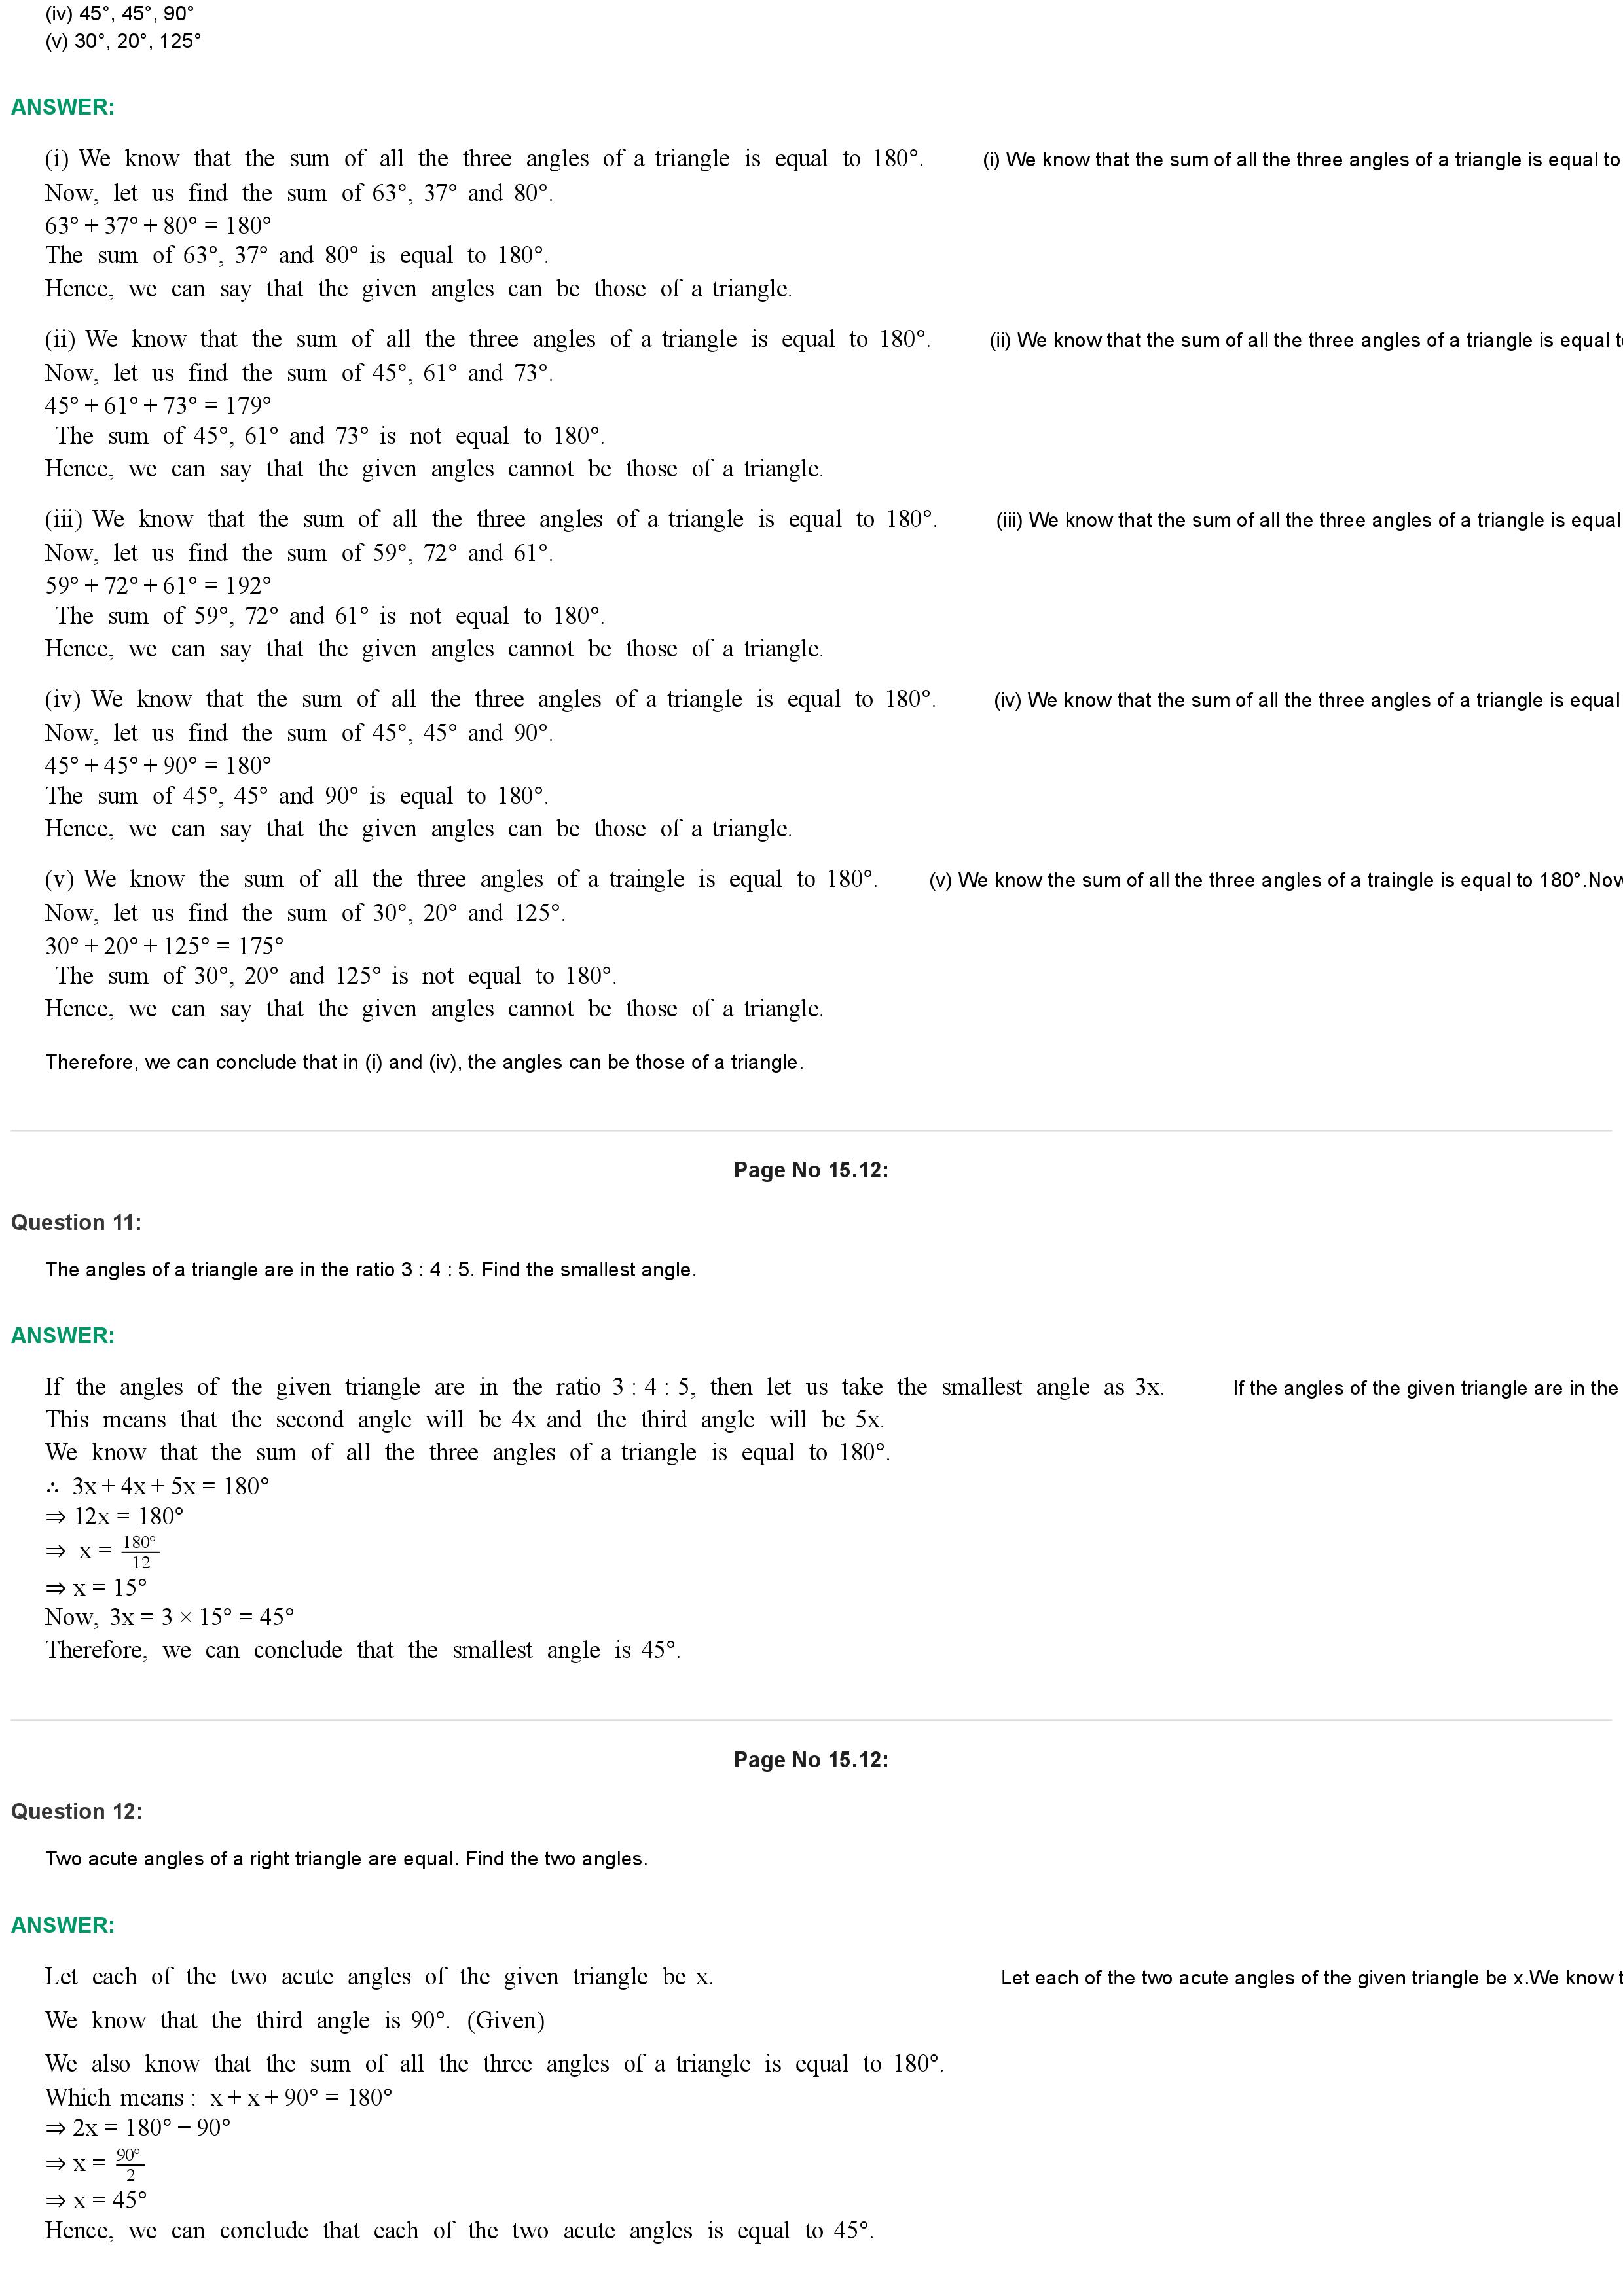 (iv) 45°, 45°, 90°
(v) 30°, 20°, 125°
ANSWER:
(i) We know that the sum of all the three angles of a triangle is equal to 180°. (i) We know that the sum of all the three angles of a triangle is equal to
Now, let us find the sum of 63°, 37° and 80°.
63° + 37° + 80° = 180°
The sum of 63°, 37° and 80° is equal to 180°.
Hence, we can say that the given angles can be those of a triangle.
(ii) We know that the sum of all the three angles of a triangle is equal to 180°. (ii) We know that the sum of all the three angles of a triangle is equal t
Now, let us find the sum of 45°, 61° and 73°.
45° + 61° + 73° = 179°
The sum of 45°, 61° and 73° is not equal to 180°.
Hence, we can say that the given angles cannot be those of a triangle.
(iii) We know that the sum of all the three angles of a triangle is equal to 180°. (iii) We know that the sum of all the three angles of a triangle is equal
Now, let us find the sum of 59°, 72° and 61°.
59° + 72° + 61° = 192°
The sum of 59°, 72° and 61° is not equal to 180°.
Hence, we can say that the given angles cannot be those of a triangle.
(iv) We know that the sum of all the three angles of a triangle is equal to 180°. (iv) We know that the sum of all the three angles of a triangle is equal
Now, let us find the sum of 45°, 45° and 90°.
45° + 45° + 90° = 180°
The sum of 45°, 45° and 90° is equal to 180°.
Hence, we can say that the given angles can be those of a triangle.
(v) We know the sum of all the three angles of a traingle is equal to 180°. (v) We know the sum of all the three angles of a traingle is equal to 180°.Now
Now, let us find the sum of 30°, 20° and 125°.
30° + 20° + 125° = 175°
The sum of 30°, 20° and 125° is not equal to 180°.
Hence, we can say that the given angles cannot be those of a triangle.
Therefore, we can conclude that in (i) and (iv), the angles can be those of a triangle.
Page No 15.12:
Question 11:
The angles of a triangle are in the ratio 3 : 4 : 5. Find the smallest angle.
ANSWER:
If the angles of the given triangle are in the ratio 3 : 4 : 5, then let us take the smallest angle as 3x. If the angles of the given triangle are in the
This means that the second angle will be 4x and the third angle will be 5x.
We know that the sum of all the three angles of a triangle is equal to 180°.
∴ 3x + 4x + 5x = 180°
⇒ 12x = 180°
⇒ x = 180°/12
⇒ x = 15°
Now, 3x = 3 × 15° = 45°
Therefore, we can conclude that the smallest angle is 45°.
Page No 15.12:
Question 12:
Two acute angles of a right triangle are equal. Find the two angles.
ANSWER:
Let each of the two acute angles of the given triangle be x. Let each of the two acute angles of the given triangle be x.We know t
We know that the third angle is 90°. (Given)
We also know that the sum of all the three angles of a triangle is equal to 180°.
Which means : x + x + 90° = 180°
⇒ 2x = 180° − 90°
⇒ x = 90°/2
⇒ x = 45°
Hence, we can conclude that each of the two acute angles is equal to 45°.